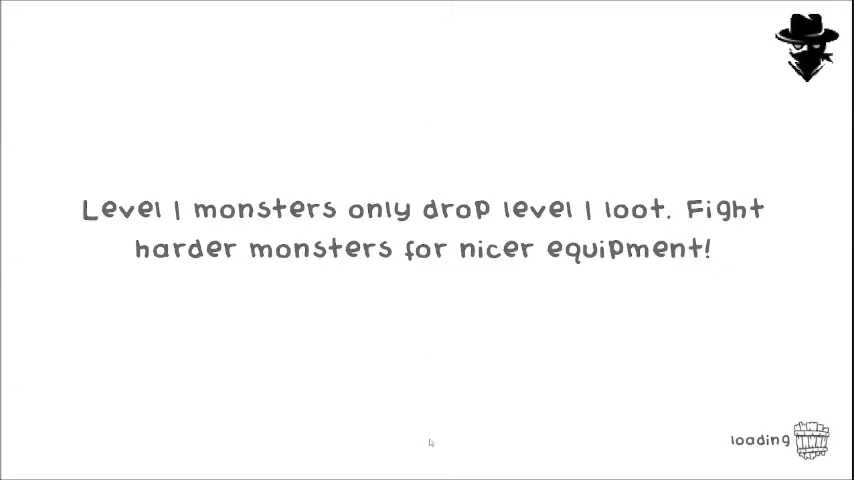 Level 1 monsters only drop level 1 loot. Fight
harder monsters for nicer equipment!
loading